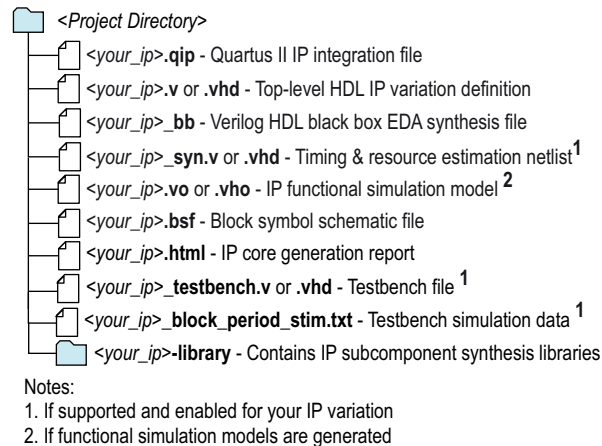 <Project Directory>
<your_ip>.qip - Quartus II IP integration file
<your_ip>.v or .vhd - Top-level HDL IP variation definition
<your_ip>_bb - Verilog HDL black box EDA synthesis file
<your_ip>_syn.v or .vhd - Timing & resource estimation netlist1
<your_ip>.vo or .vho - IP functional simulation model 2
<your_ip>.bsf - Block symbol schematic file
<your_ip>.html - IP core generation report
<your_ip>_testbench.v or .vhd - Testbench file 1
<your_ip>_block_period_stim.txt - Testbench simulation data 1
<your_ip>-library - Contains IP subcomponent synthesis libraries
Notes:
1. If supported and enabled for your IP variation
2. If functional simulation models are generated